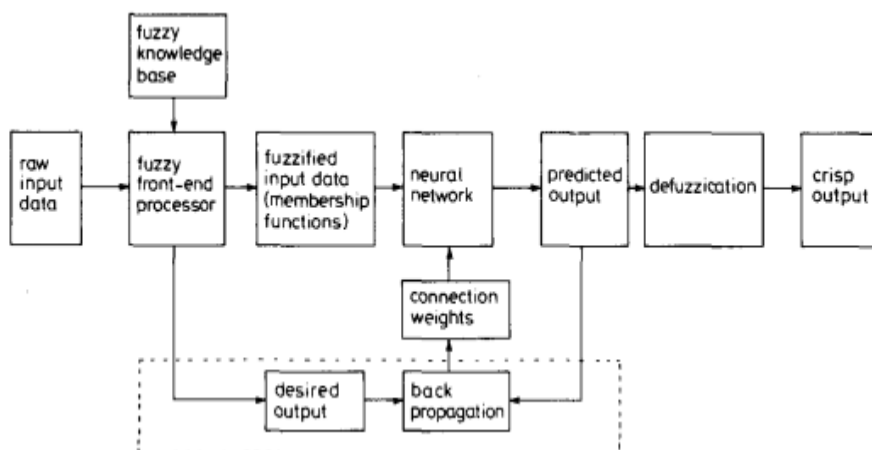 fuzzy
knowledge
base
raw
input
data
fuzzy
front-end
processor
fuzzified
input data
(membership
functions)
neural
network
predicted
output
defuzzication
crisp
output
connection
weights
desired
output
back
propagation